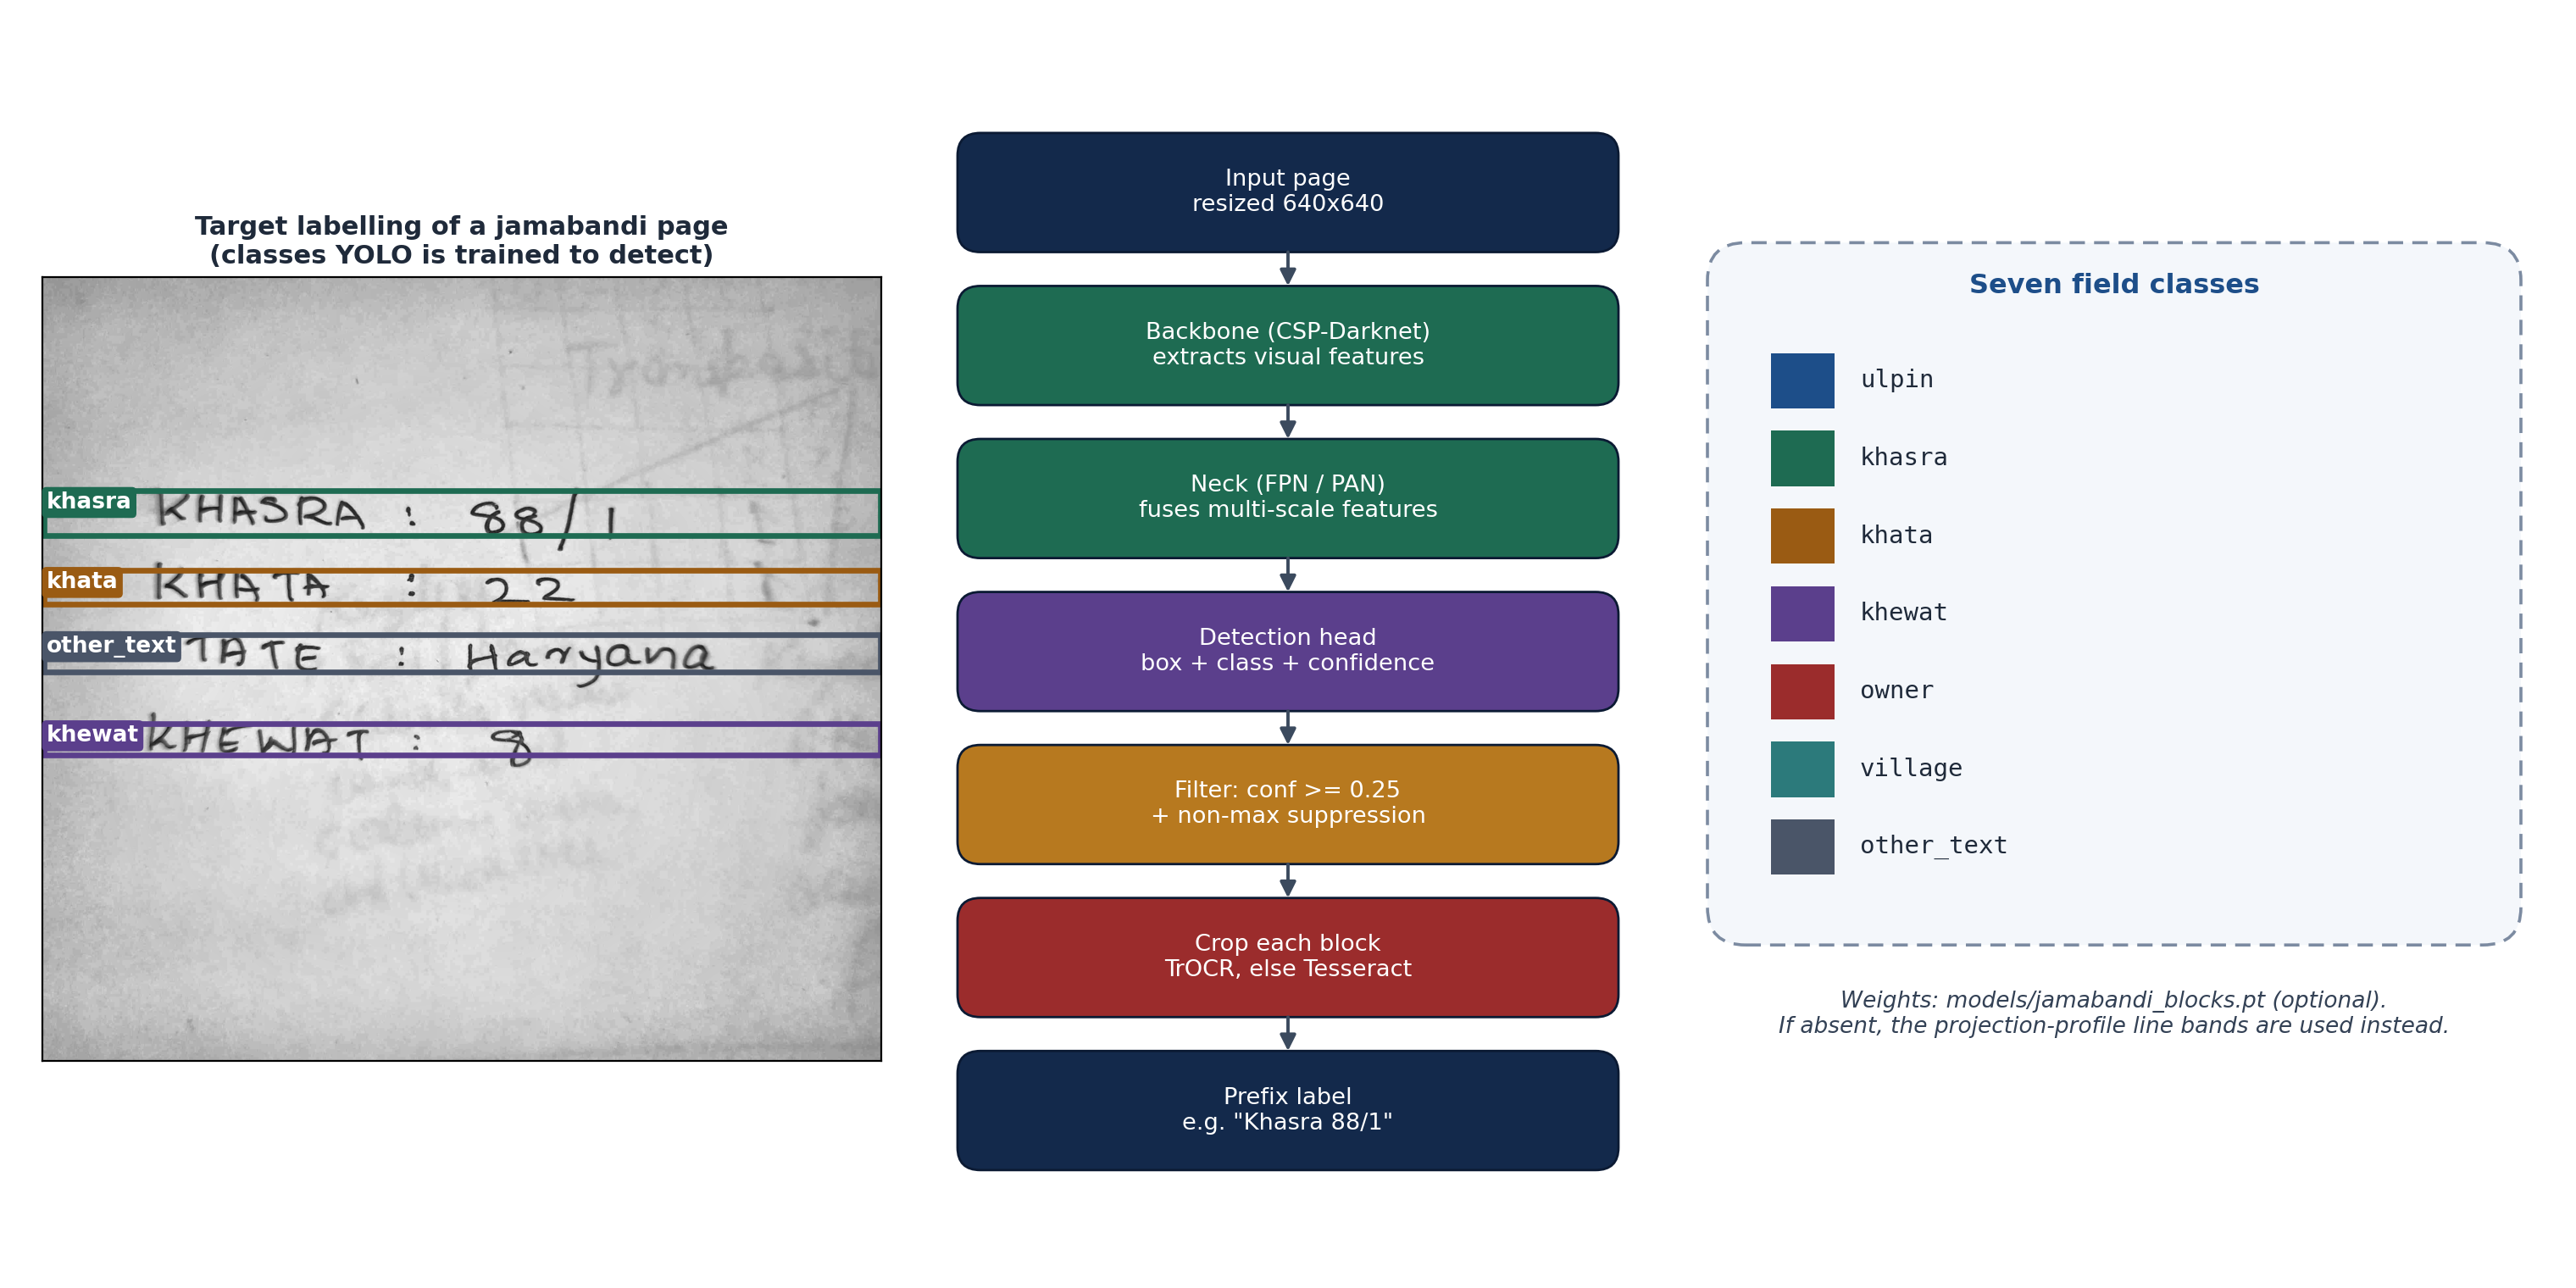 Target labelling of a jamabandi page
(classes YOLO is trained to detect)
khasra KHASRA : 88/1
khata KHATA : 22
other_text TATE : Haryana
khewat KHEWAT : 8
Input page
resized 640x640
Backbone (CSP-Darknet)
extracts visual features
Neck (FPN / PAN)
fuses multi-scale features
Detection head
box + class + confidence
Filter: conf >= 0.25
+ non-max suppression
Crop each block
TrOCR, else Tesseract
Prefix label
e.g. "Khasra 88/1"
Seven field classes
ulpin
khasra
khata
khewat
owner
village
other_text
Weights: models/jamabandi_blocks.pt (optional).
If absent, the projection-profile line bands are used instead.